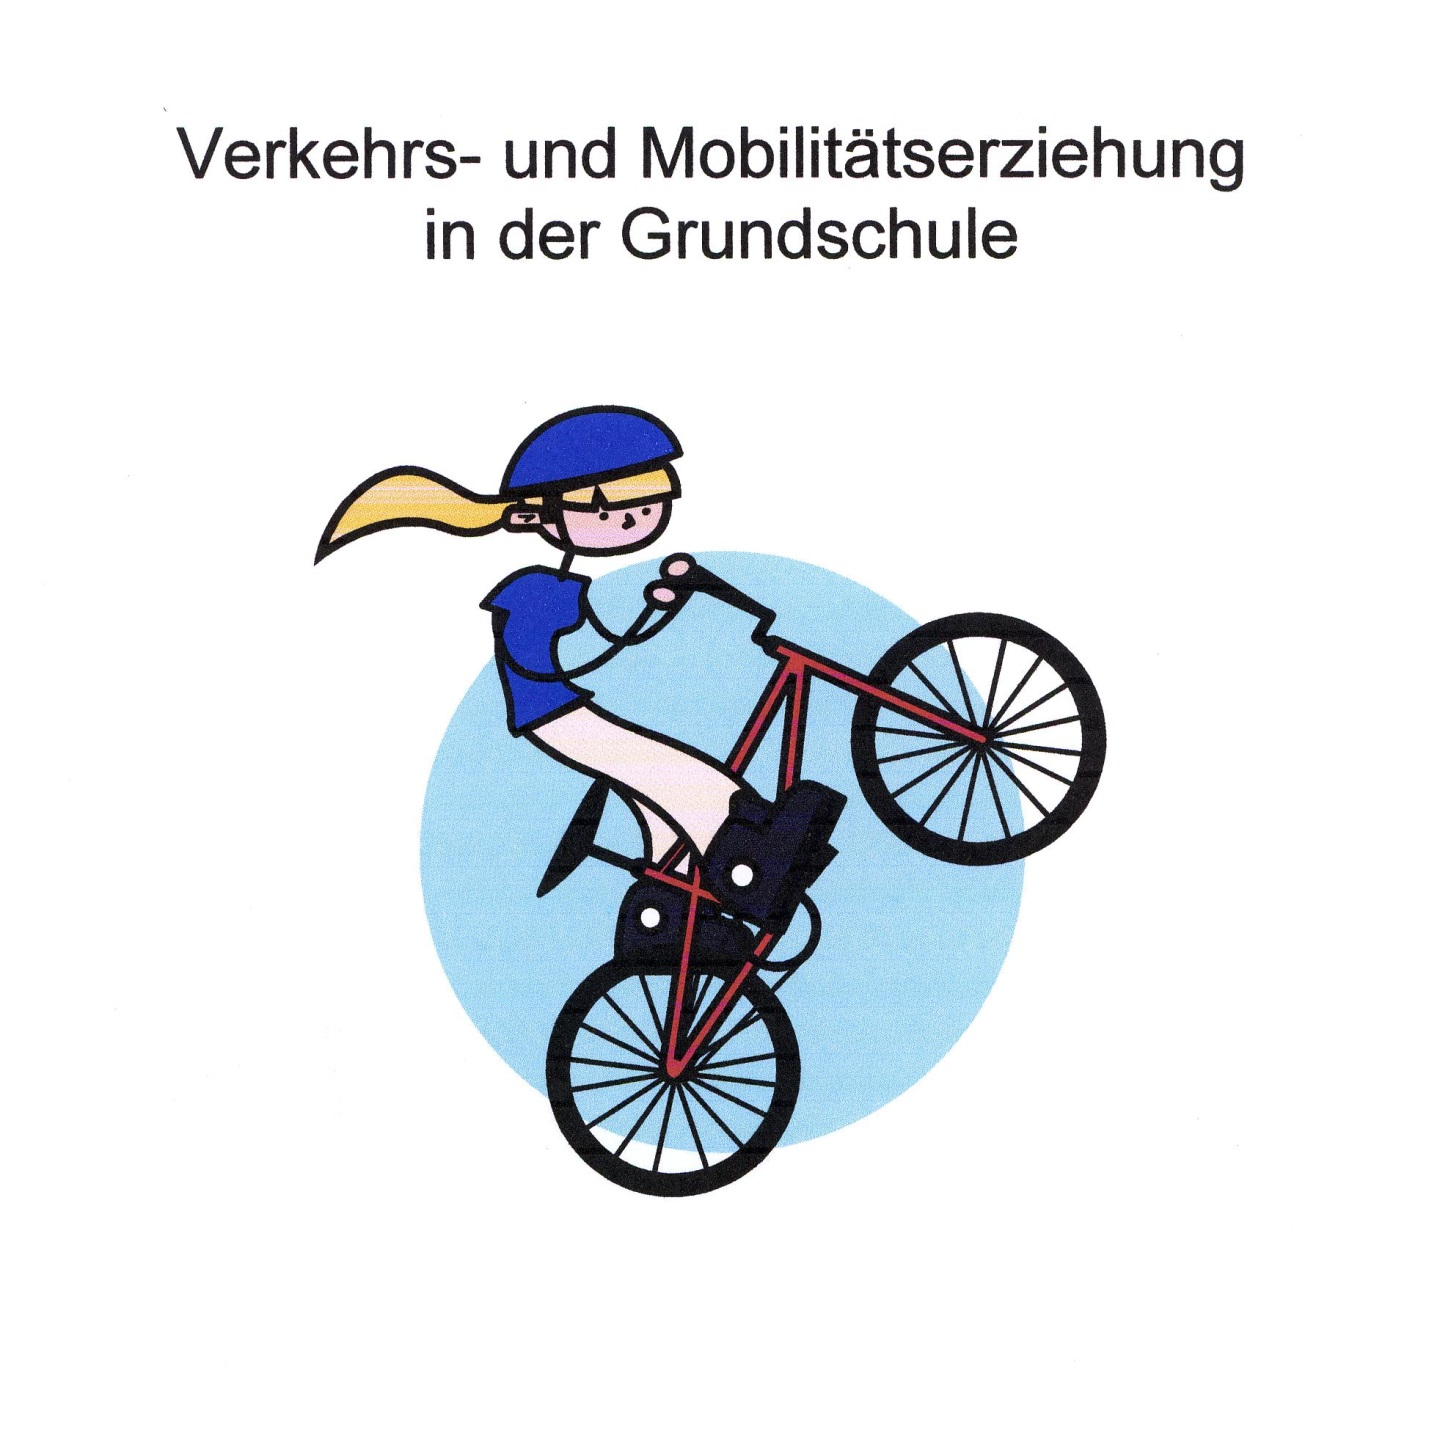 Verkehrs- und Mobilitätserziehung
in der Grundschule